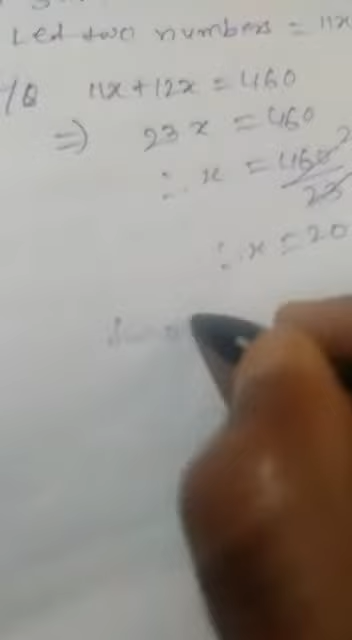 Let two numbers = 11x
/Q 11x+12x = 460
=) 23x = 460
∴ x = 460/23
∴ x = 20